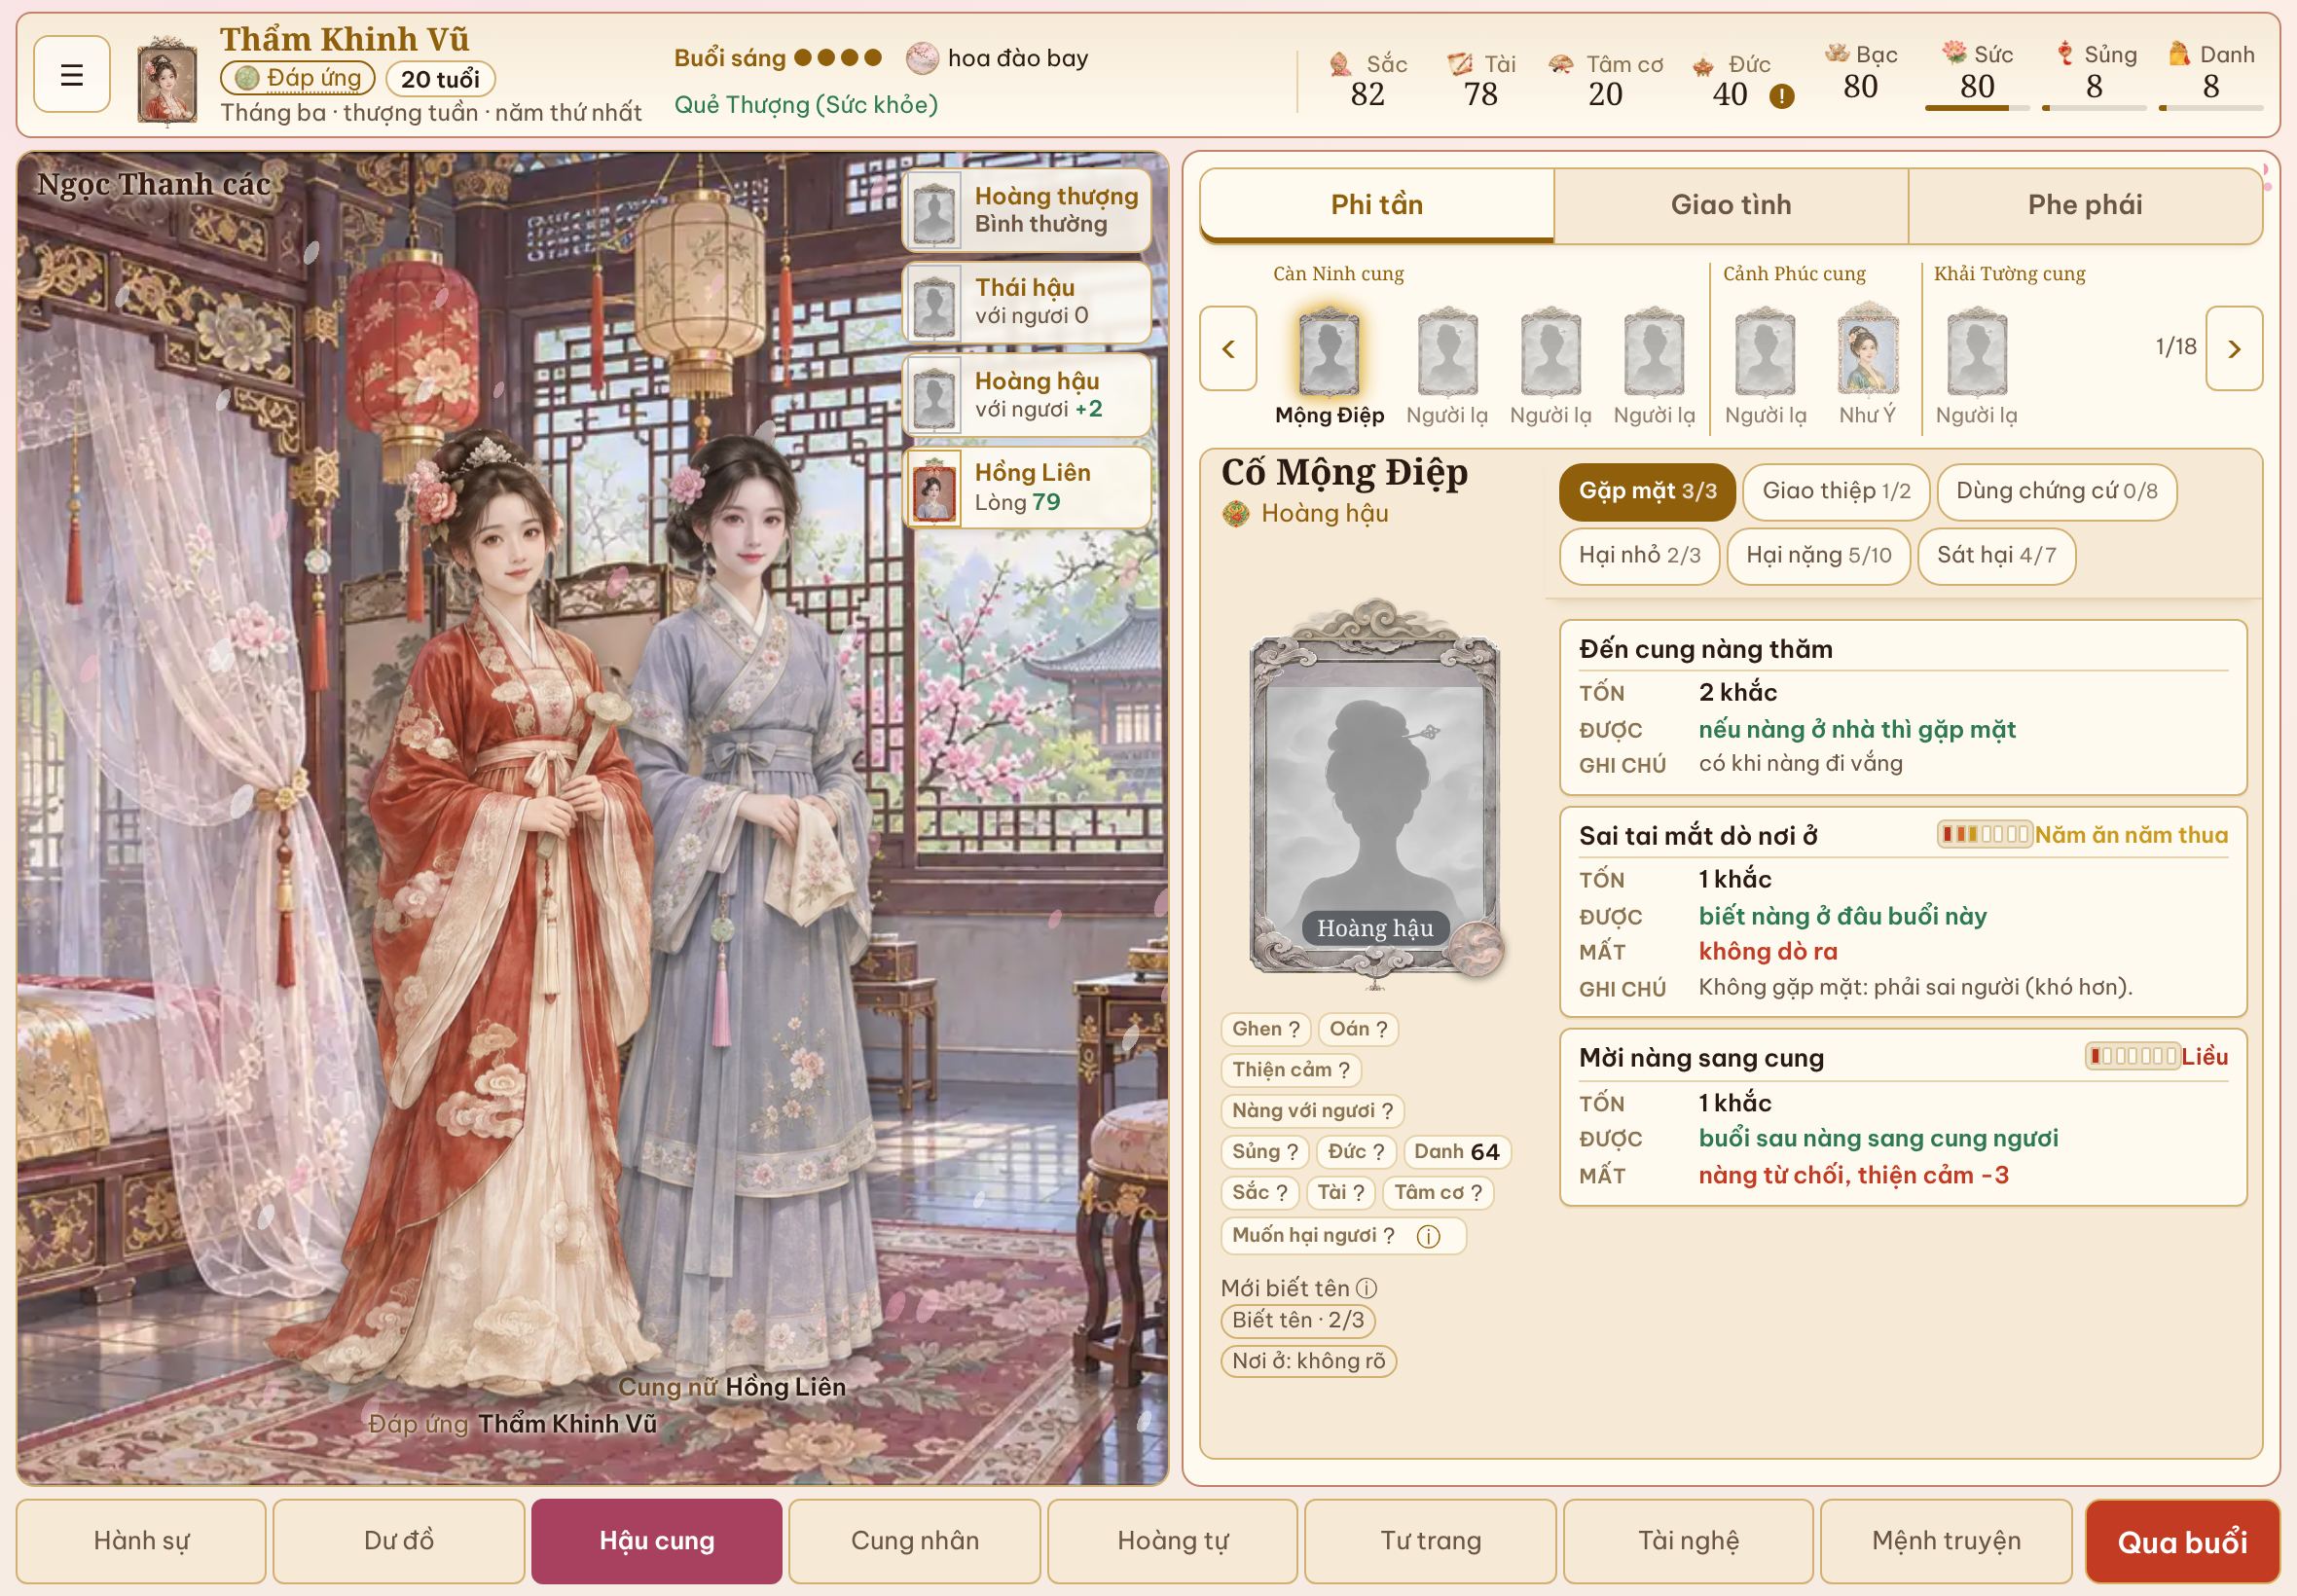 Thẩm Khinh Vũ
Đáp ứng
20 tuổi
Tháng ba · thượng tuần · năm thứ nhất
Buổi sáng
hoa đào bay
Quẻ Thượng (Sức khỏe)
Sắc
82
Tài
78
Tâm cơ
20
Đức
40
!
Bạc
80
Sức
80
Sủng
8
Danh
8
Ngọc Thanh các
Hoàng thượng
Bình thường
Thái hậu
với ngươi 0
Hoàng hậu
với ngươi +2
Hồng Liên
Lòng 79
Cung nữ Hồng Liên
Đáp ứng Thẩm Khinh Vũ
Phi tần
Giao tình
Phe phái
Càn Ninh cung
Cảnh Phúc cung
Khải Tường cung
Mộng Điệp
Người lạ
Người lạ
Người lạ
Người lạ
Như Ý
Người lạ
1/18
Cố Mộng Điệp
Hoàng hậu
Hoàng hậu
Ghen ?
Oán ?
Thiện cảm ?
Nàng với ngươi ?
Sủng ?
Đức ?
Danh 64
Sắc ?
Tài ?
Tâm cơ ?
Muốn hại ngươi ? ⓘ
Mới biết tên ⓘ
Biết tên · 2/3
Nơi ở: không rõ
Gặp mặt 3/3
Giao thiệp 1/2
Dùng chứng cứ 0/8
Hại nhỏ 2/3
Hại nặng 5/10
Sát hại 4/7
Đến cung nàng thăm
TỐN 2 khắc
ĐƯỢC nếu nàng ở nhà thì gặp mặt
GHI CHÚ có khi nàng đi vắng
Sai tai mắt dò nơi ở
Năm ăn năm thua
TỐN 1 khắc
ĐƯỢC biết nàng ở đâu buổi này
MẤT không dò ra
GHI CHÚ Không gặp mặt: phải sai người (khó hơn).
Mời nàng sang cung
Liều
TỐN 1 khắc
ĐƯỢC buổi sau nàng sang cung ngươi
MẤT nàng từ chối, thiện cảm -3
Hành sự
Dư đồ
Hậu cung
Cung nhân
Hoàng tự
Tư trang
Tài nghệ
Mệnh truyện
Qua buổi